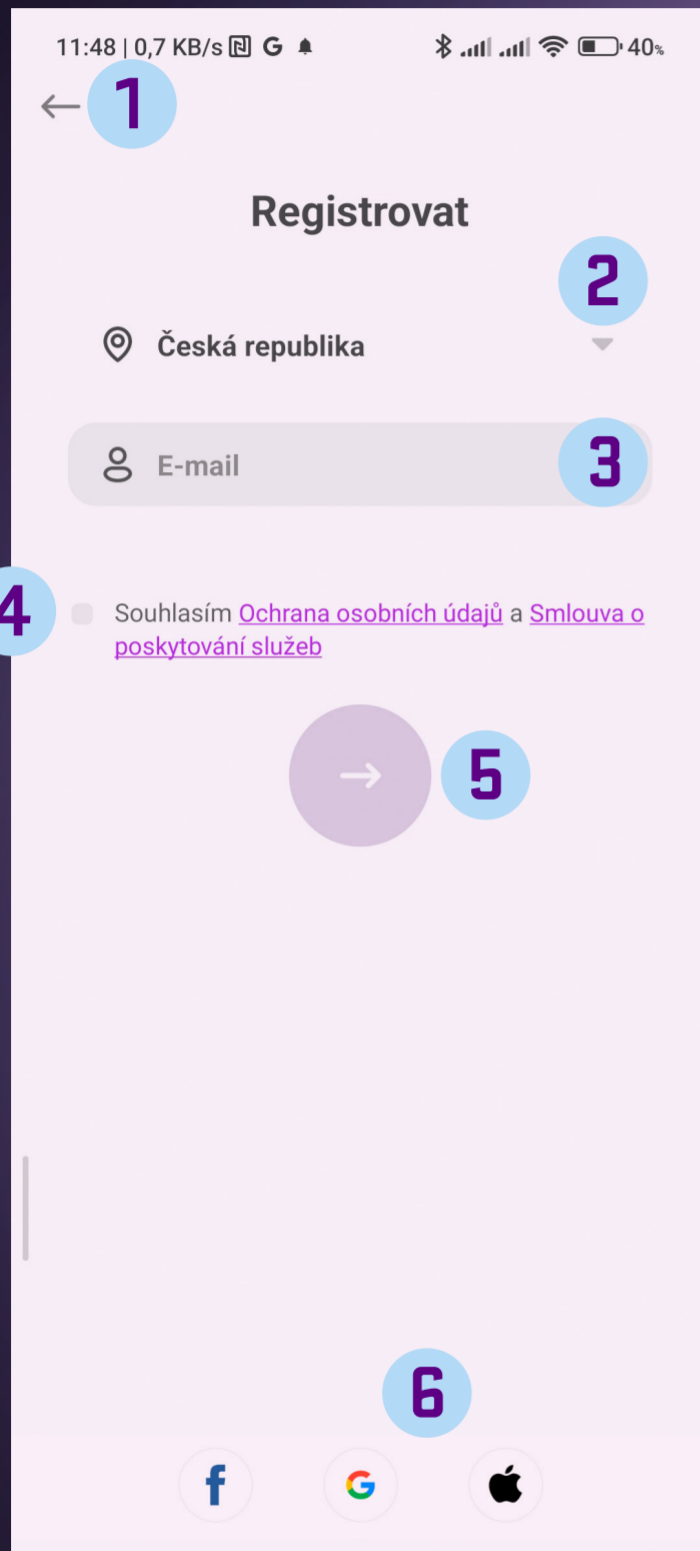 11:48 | 0,7 KB/s G 40%
1
Registrovat
2
Česká republika
E-mail 3
4 Souhlasím Ochrana osobních údajů a Smlouva o
poskytování služeb
5
6
f G